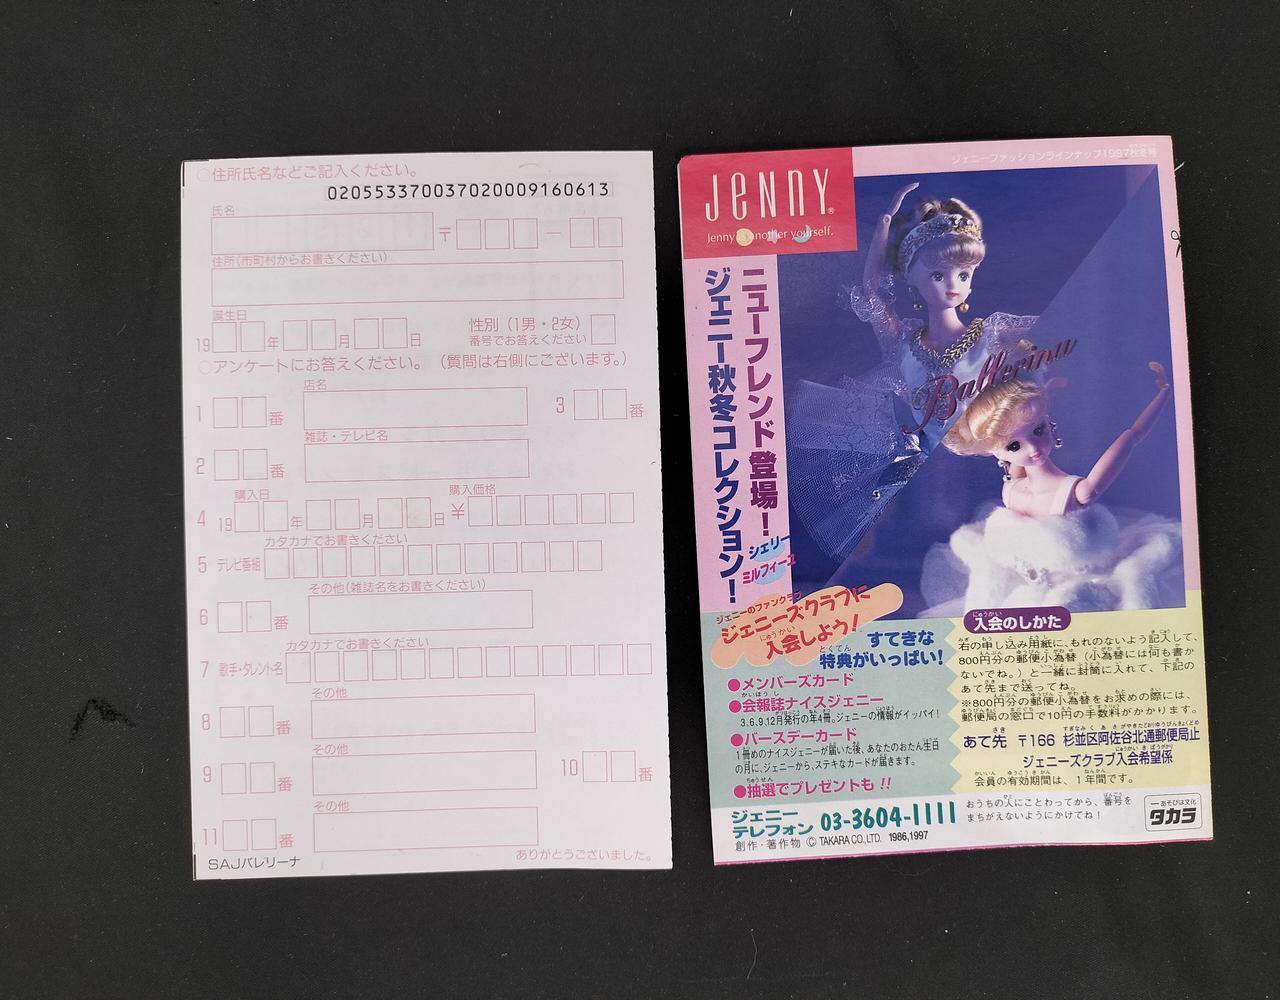 ○住所氏名などご記入ください。
020553370037020009160613
氏名
〒 —
住所(市町村からお書きください)
誕生日
19 年 月 日
性別(1男・2女)
番号でお答えください
○アンケートにお答えください。(質問は右側にございます。)
店名
1 番
3 番
雑誌・テレビ名
2 番
購入日
購入価格
4 19 年 月 日 ¥
カタカナでお書きください
5 テレビ番組
その他(雑誌名をお書きください)
6 番
カタカナでお書きください
7 歌手・タレント名
その他
8 番
その他
9 番
10 番
その他
11 番
SAJバレリーナ
ありがとうございました。
ジェニーファッションラインナップ1997秋冬号
JeNNY®
Jenny is another yourself.
ニューフレンド登場!
ジェニー秋冬コレクション!
シェリー
ミルフィーユ
Ballerina
ジェニーのファンクラブ
ジェニーズクラブに
入会しよう!
すてきな
特典がいっぱい!
●メンバーズカード
●会報誌ナイスジェニー
3,6,9,12月発行の年4冊。ジェニーの情報がイッパイ!
●バースデーカード
1冊めのナイスジェニーが届いた後、あなたのおたん生日
の月に、ジェニーから、ステキなカードが届きます。
●抽選でプレゼントも!!
入会のしかた
右の申し込み用紙に、もれのないよう記入して、
800円分の郵便小為替(小為替には何も書か
ないでね。)と一緒に封筒に入れて、下記の
あて先まで送ってね。
※800円分の郵便小為替をお求めの際には、
郵便局の窓口で10円の手数料がかかります。
あて先 〒166 杉並区阿佐谷北通郵便局止
ジェニーズクラブ入会希望係
会員の有効期間は、1年間です。
ジェニー
テレフォン 03-3604-1111
おうちの人にことわってから、番号を
まちがえないようにかけてね!
創作・著作物 © TAKARA CO.,LTD. 1986,1997
—あそびは文化
タカラ